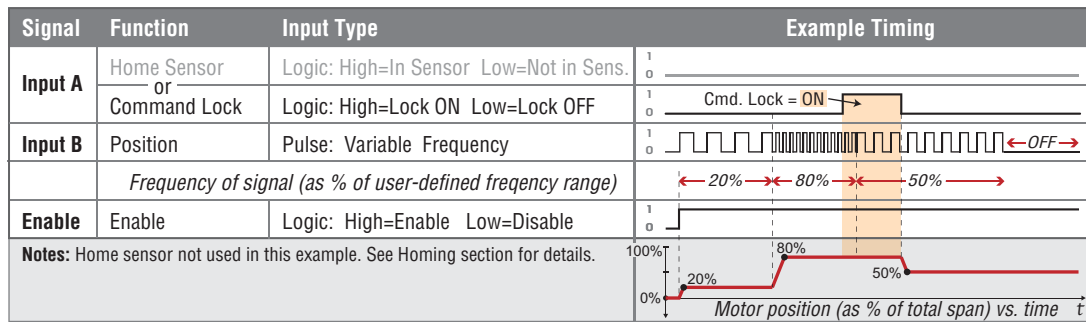 Signal Function Input Type Example Timing
Input A
Home Sensor Logic: High=In Sensor Low=Not in Sens. 1 0
or
Command Lock Logic: High=Lock ON Low=Lock OFF 1 0 Cmd. Lock = ON
Input B Position Pulse: Variable Frequency 1 0 OFF
Frequency of signal (as % of user-defined freqency range) 20% 80% 50%
Enable Enable Logic: High=Enable Low=Disable 1 0
Notes: Home sensor not used in this example. See Homing section for details.
100% 80%
20% 50%
0%
Motor position (as % of total span) vs. time t